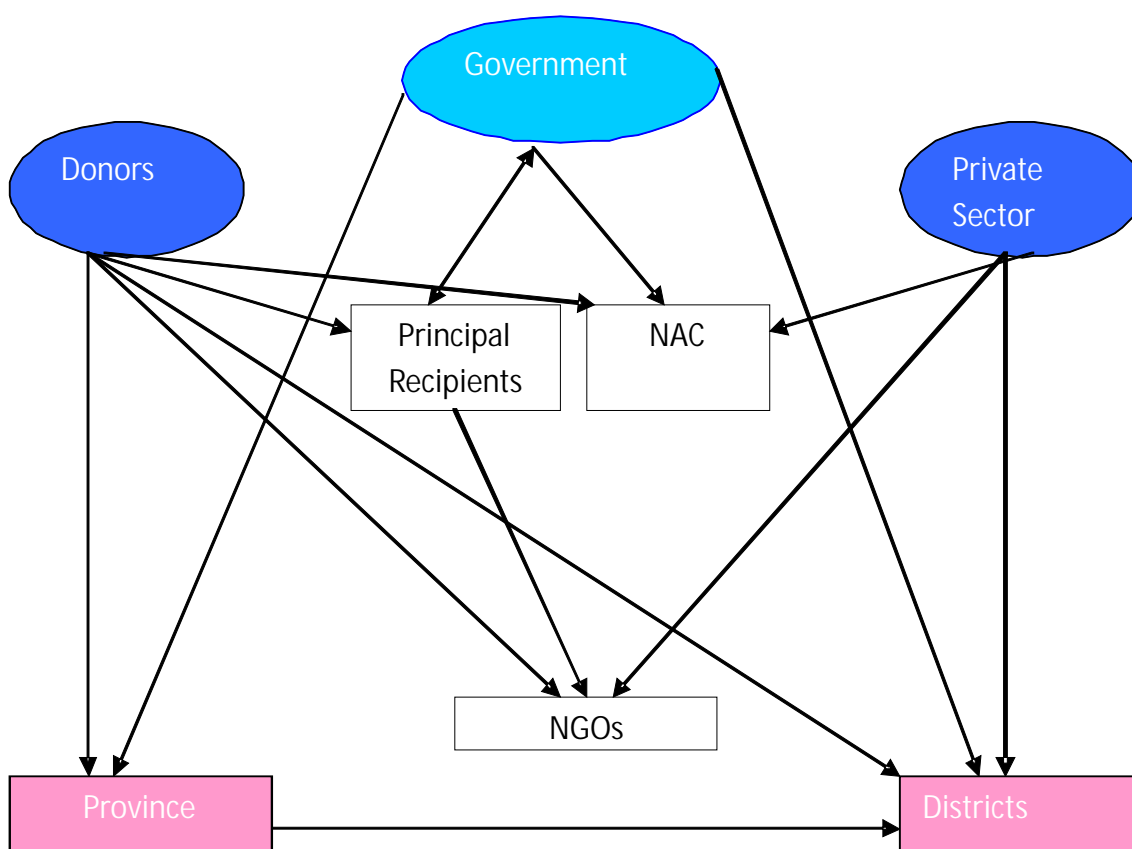 Government
Donors
Private
Sector
Principal
Recipients
NAC
NGOs
Province
Districts